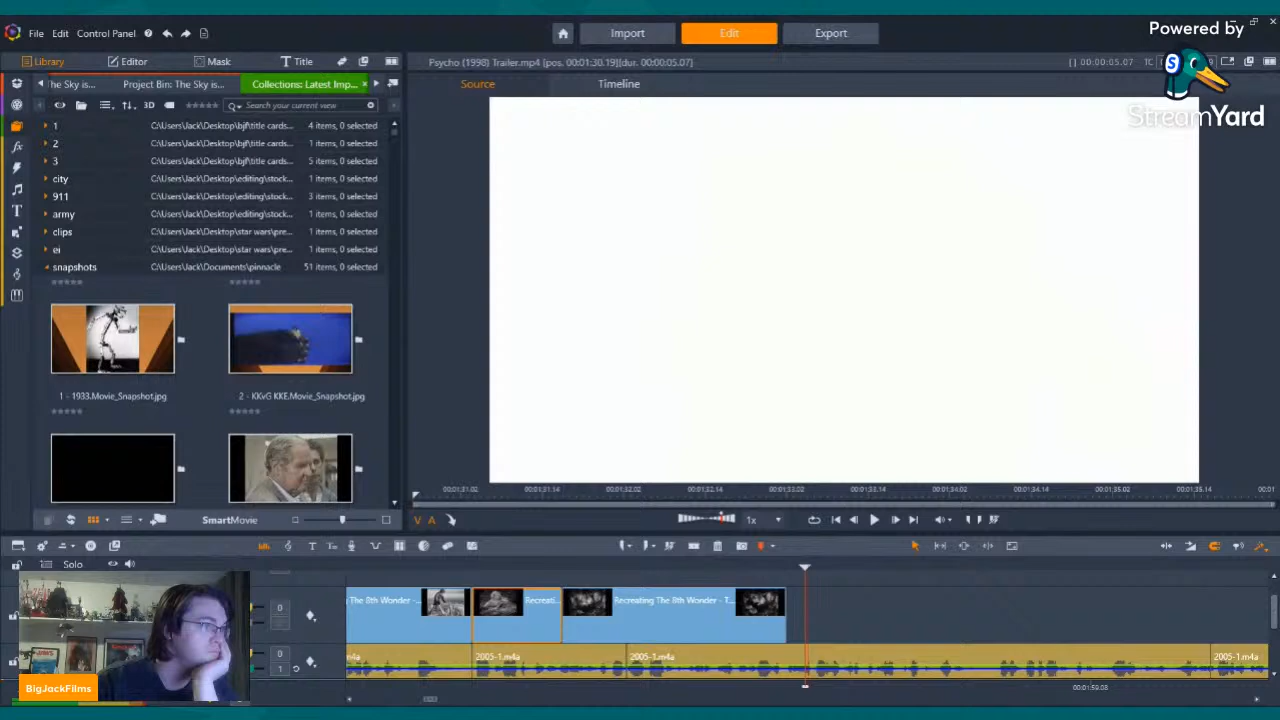 Powered by
StreamYard
File Edit Control Panel
Import
Edit
Export
Library
Editor
Mask
Title
Psycho (1998) Trailer.mp4 [pos. 00:01:30.19][dur. 00:00:05.07]
[ ] 00:00:05.07
TC
The Sky is...
Project Bin: The Sky is...
Collections: Latest Imp...
Source
Timeline
3D
Search your current view
1 C:\Users\Jack\Desktop\bjf\title cards... 4 items, 0 selected
2 C:\Users\Jack\Desktop\bjf\title cards... 1 items, 0 selected
3 C:\Users\Jack\Desktop\bjf\title cards... 5 items, 0 selected
city C:\Users\Jack\Desktop\editing\stock... 1 items, 0 selected
911 C:\Users\Jack\Desktop\editing\stock... 3 items, 0 selected
army C:\Users\Jack\Desktop\editing\stock... 1 items, 0 selected
clips C:\Users\Jack\Desktop\star wars\pre... 1 items, 0 selected
ei C:\Users\Jack\Desktop\star wars\pre... 1 items, 0 selected
snapshots C:\Users\Jack\Documents\pinnacle 51 items, 0 selected
1 - 1933.Movie_Snapshot.jpg
2 - KKvG KKE.Movie_Snapshot.jpg
00:01:31.02 00:01:31.14 00:01:32.02 00:01:32.14 00:01:33.02 00:01:33.14 00:01:34.02 00:01:34.14 00:01:35.02 00:01:35.14 00:01
SmartMovie
V A
1x
Solo
0
The 8th Wonder -...
Recreati...
Recreating The 8th Wonder - T...
0
1
m4a
2005-1.m4a
2005-1.m4a
2005-1.m4a
00:01:59.08
BigJackFilms